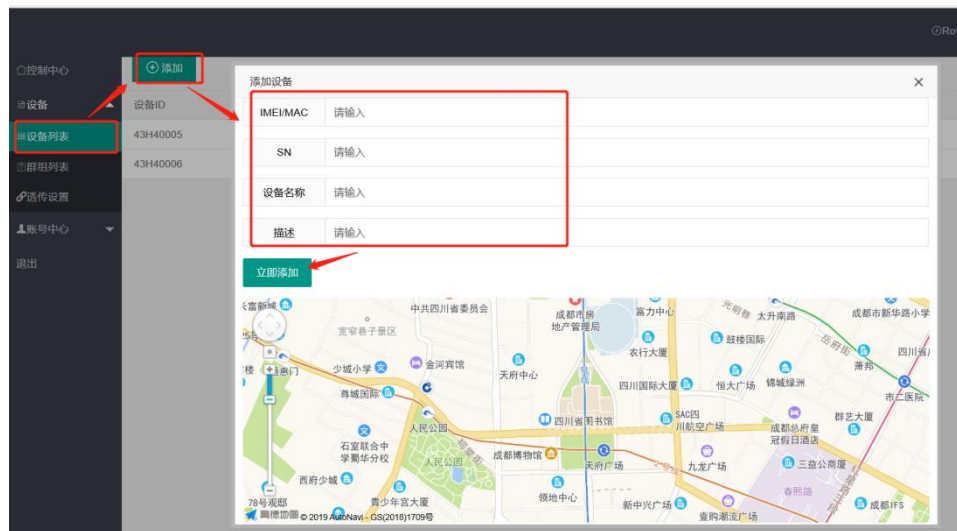 Ro
控制中心
添加
设备
设备ID
设备列表
43H40005
群组列表
43H40006
透传设置
账号中心
退出
添加设备
IMEI/MAC 请输入
SN 请输入
设备名称 请输入
描述 请输入
立即添加
中共四川省委员会
成都市房
地产管理局
富力中心
光明巷
太升南路
成都市新华路小学
宽窄巷子景区
鼓楼国际
岳府街
农行大厦
四川省
少城小学
金河宾馆
天府中心
萧邦
尊城国际
四川国际大厦
恒大广场
锦城绿洲
市二医院
人民公园
四川省图书馆
SAC四
川航空广场
群艺大厦
成都总府皇
冠假日酒店
石室联合中
学蜀华分校
人民公园
成都博物馆
天府广场
九龙广场
三益公商厦
西府少城
领地中心
春熙路
78号观邸
青少年宫大厦
新中兴广场
壹购潮流广场
成都IFS
高德地图 © 2019 AutoNavi - GS(2018)1709号